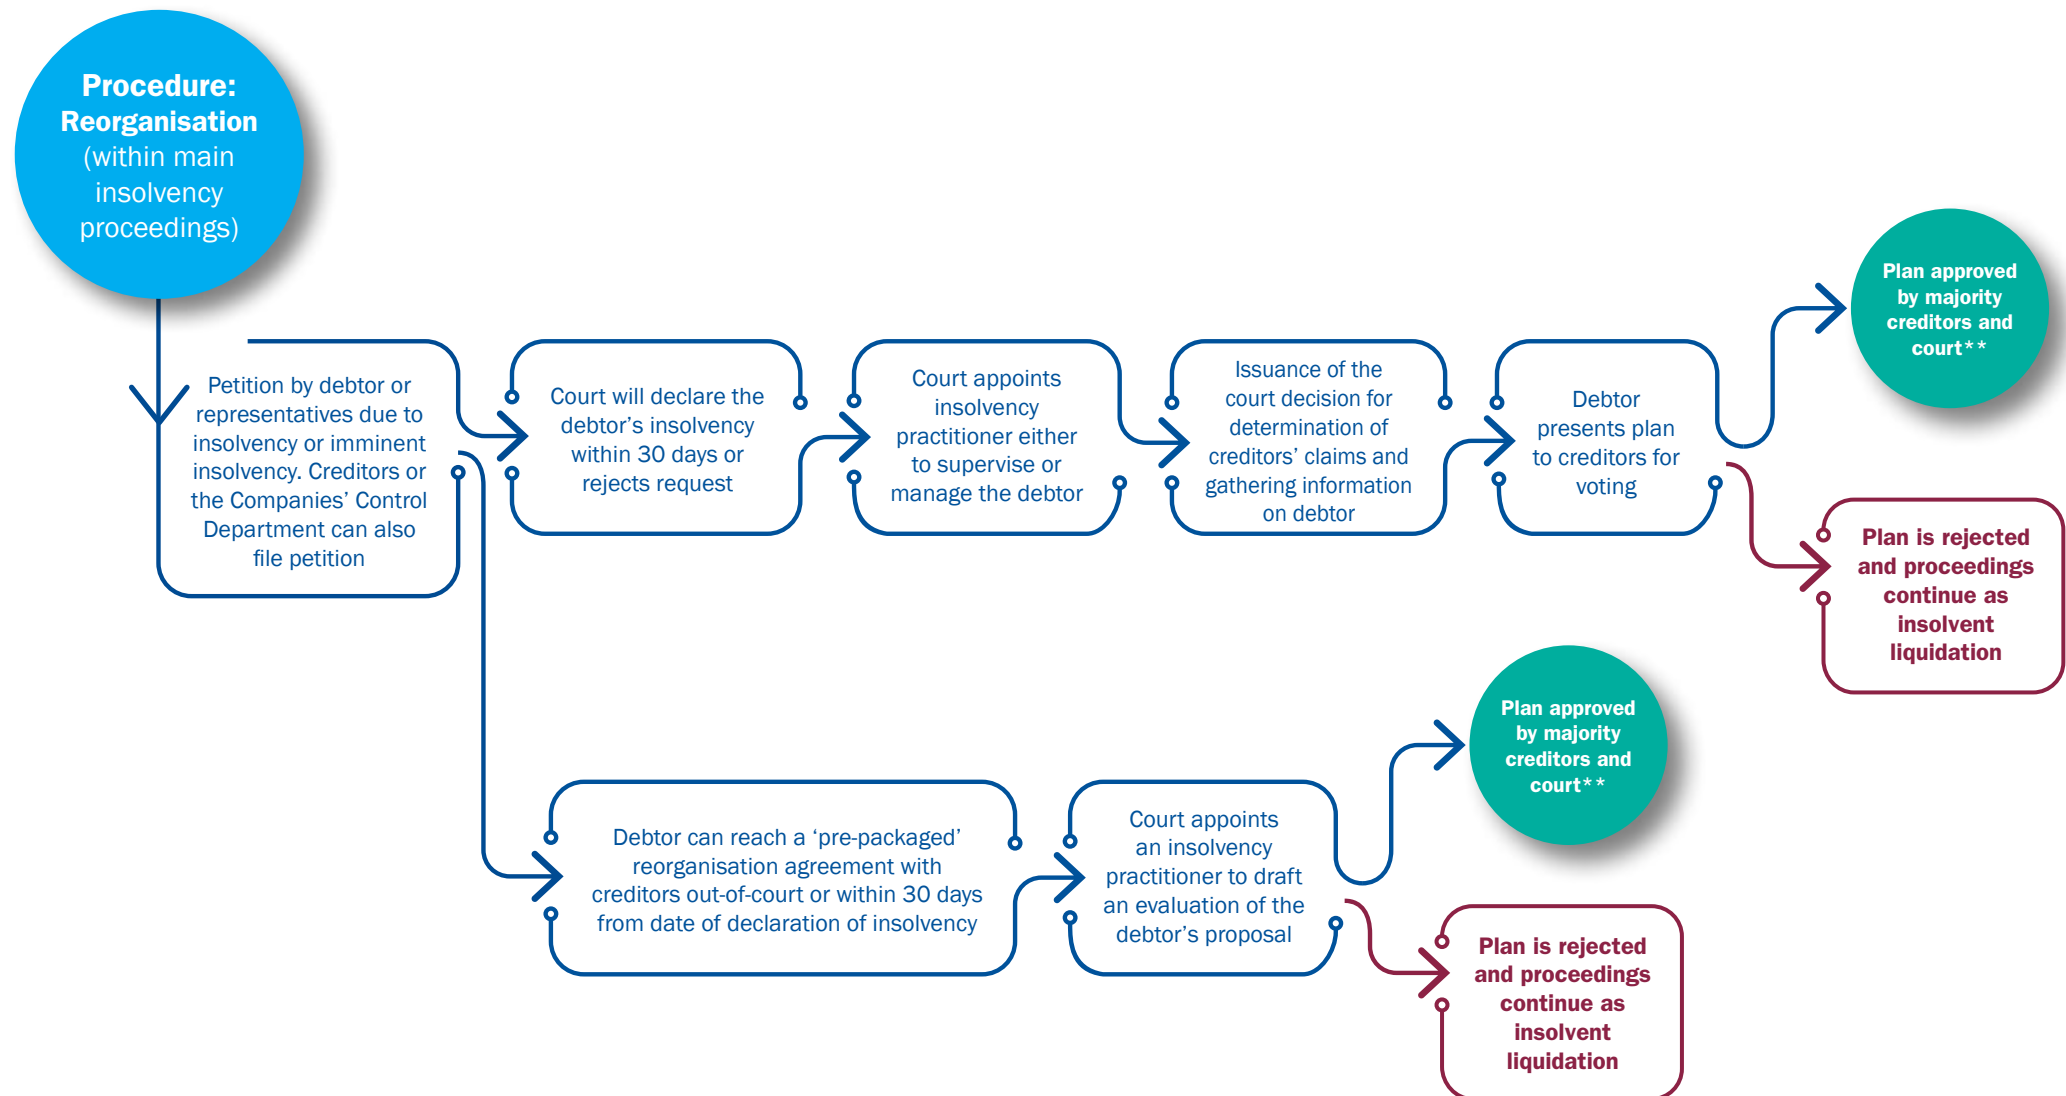 Procedure:
Reorganisation
(within main
insolvency
proceedings)
Petition by debtor or
representatives due to
insolvency or imminent
insolvency. Creditors or
the Companies’ Control
Department can also
file petition
Court will declare the
debtor’s insolvency
within 30 days or
rejects request
Court appoints
insolvency
practitioner either
to supervise or
manage the debtor
Issuance of the
court decision for
determination of
creditors’ claims and
gathering information
on debtor
Debtor
presents plan
to creditors for
voting
Plan approved
by majority
creditors and
court**
Plan is rejected
and proceedings
continue as
insolvent
liquidation
Debtor can reach a ‘pre-packaged’
reorganisation agreement with
creditors out-of-court or within 30 days
from date of declaration of insolvency
Court appoints
an insolvency
practitioner to draft
an evaluation of the
debtor’s proposal
Plan approved
by majority
creditors and
court**
Plan is rejected
and proceedings
continue as
insolvent
liquidation